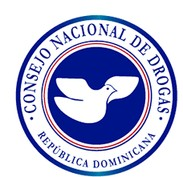 · CONSEJO NACIONAL DE DROGAS ·
REPÚBLICA DOMINICANA